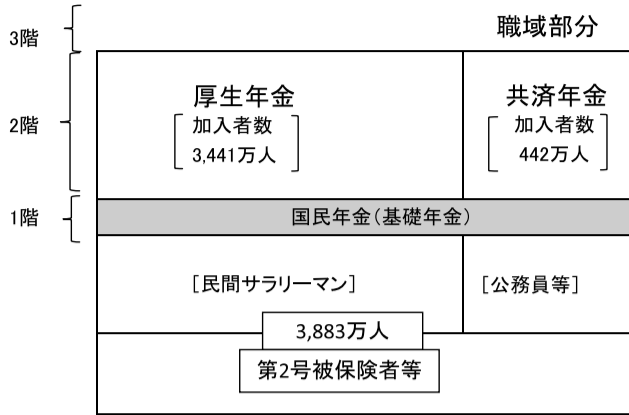 3階
職域部分
2階
厚生年金
加入者数
3,441万人
共済年金
加入者数
442万人
1階
国民年金(基礎年金)
[民間サラリーマン]
[公務員等]
3,883万人
第2号被保険者等